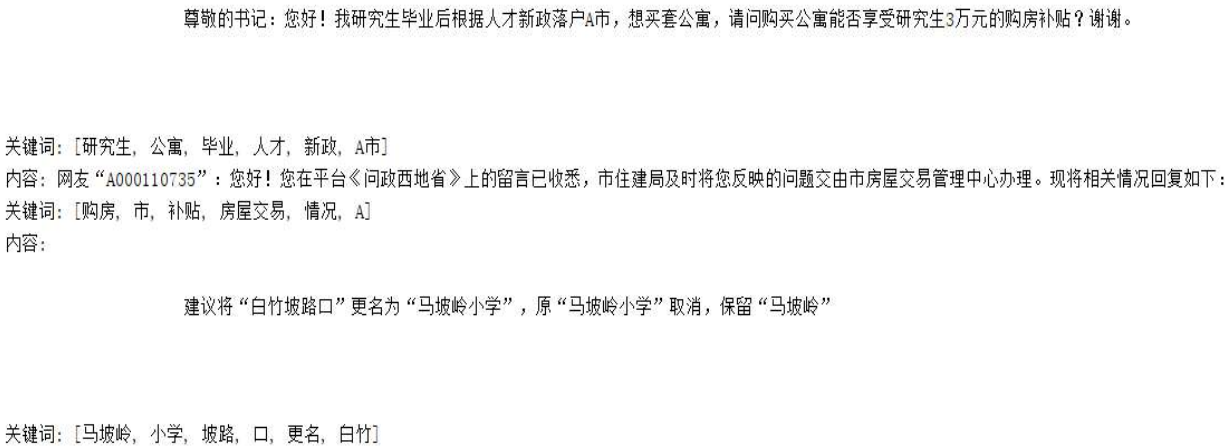 尊敬的书记：您好！我研究生毕业后根据人才新政落户A市，想买套公寓，请问购买公寓能否享受研究生3万元的购房补贴？谢谢。
关键词: [研究生, 公寓, 毕业, 人才, 新政, A市]
内容: 网友“A000110735”：您好！您在平台《问政西地省》上的留言已收悉，市住建局及时将您反映的问题交由市房屋交易管理中心办理。现将相关情况回复如下：
关键词: [购房, 市, 补贴, 房屋交易, 情况, A]
内容:
建议将“白竹坡路口”更名为“马坡岭小学”，原“马坡岭小学”取消，保留“马坡岭”
关键词: [马坡岭, 小学, 坡路, 口, 更名, 白竹]